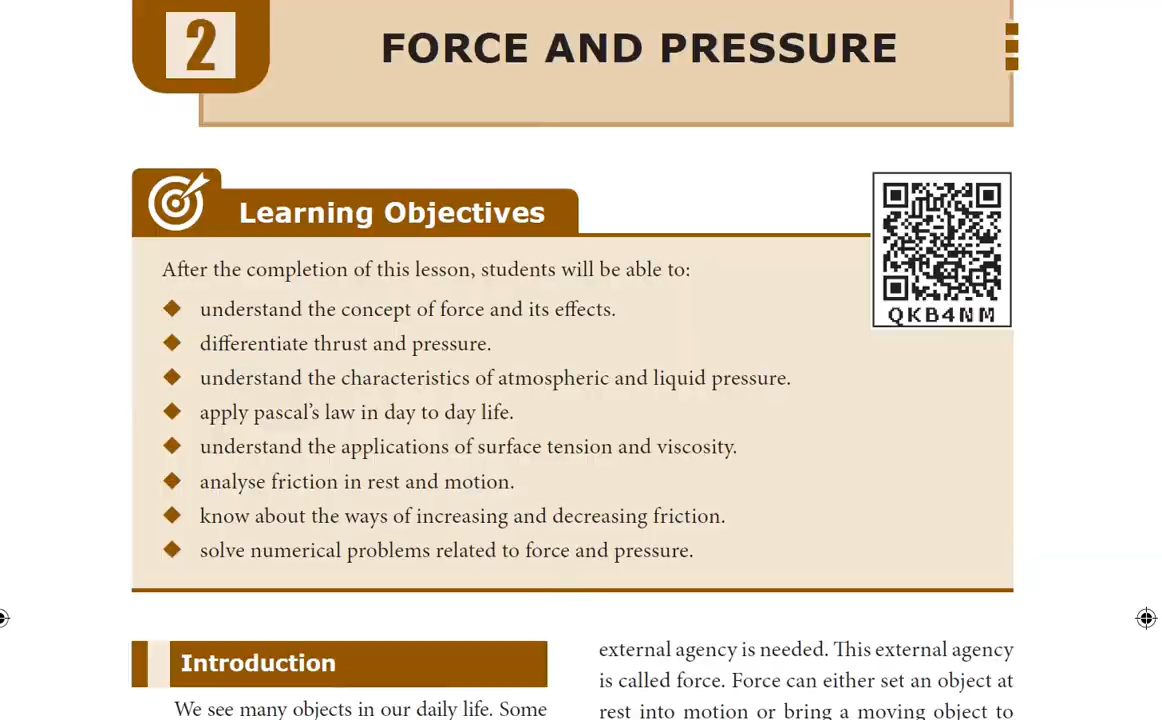 2
FORCE AND PRESSURE
Learning Objectives
QKB4NM
After the completion of this lesson, students will be able to:
understand the concept of force and its effects.
differentiate thrust and pressure.
understand the characteristics of atmospheric and liquid pressure.
apply pascal's law in day to day life.
understand the applications of surface tension and viscosity.
analyse friction in rest and motion.
know about the ways of increasing and decreasing friction.
solve numerical problems related to force and pressure.
Introduction
We see many objects in our daily life. Some
external agency is needed. This external agency
is called force. Force can either set an object at
rest into motion or bring a moving object to